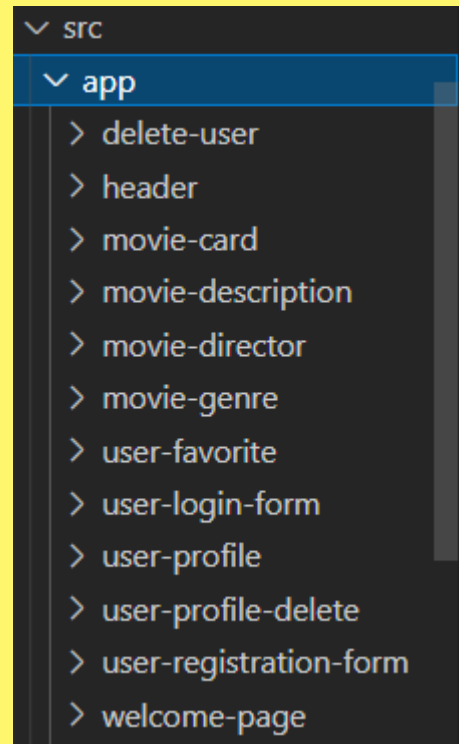 src
app
delete-user
header
movie-card
movie-description
movie-director
movie-genre
user-favorite
user-login-form
user-profile
user-profile-delete
user-registration-form
welcome-page